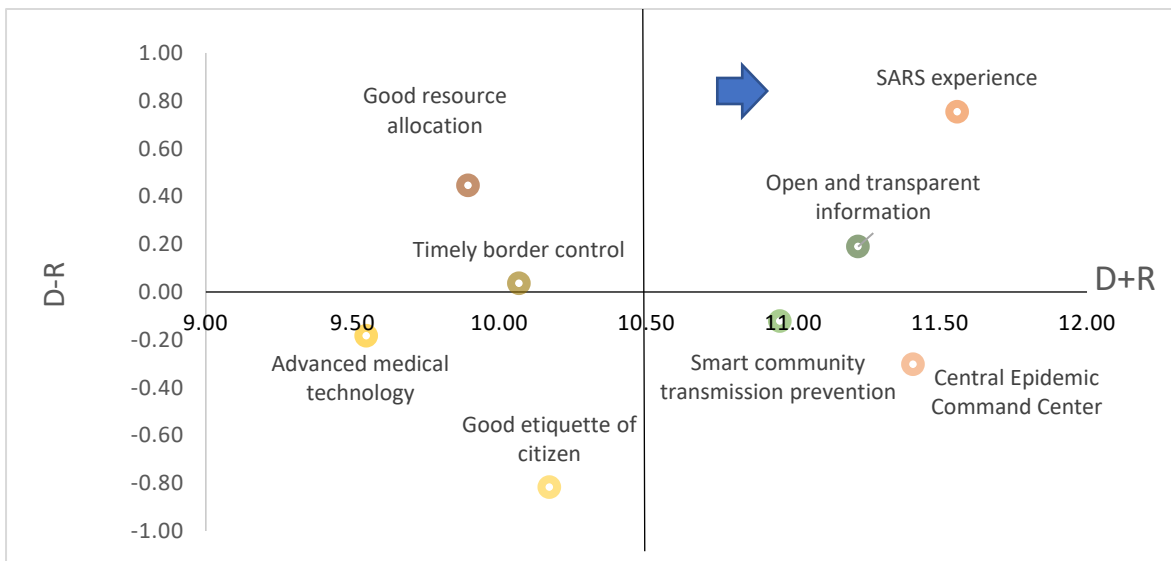 1.00
0.80
0.60
0.40
0.20
0.00
-0.20
-0.40
-0.60
-0.80
-1.00
D-R
SARS experience
Good resource
allocation
Open and transparent
information
Timely border control
D+R
9.00
9.50
10.00
10.50
11.00
11.50
12.00
Advanced medical
technology
Smart community
transmission prevention
Central Epidemic
Command Center
Good etiquette of
citizen